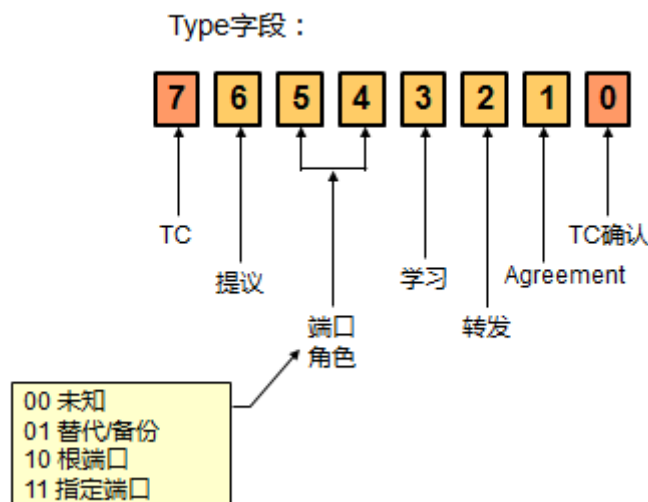 Type字段：
7 6 5 4 3 2 1 0
TC
TC确认
提议
学习
Agreement
端口
角色
转发
00 未知
01 替代/备份
10 根端口
11 指定端口